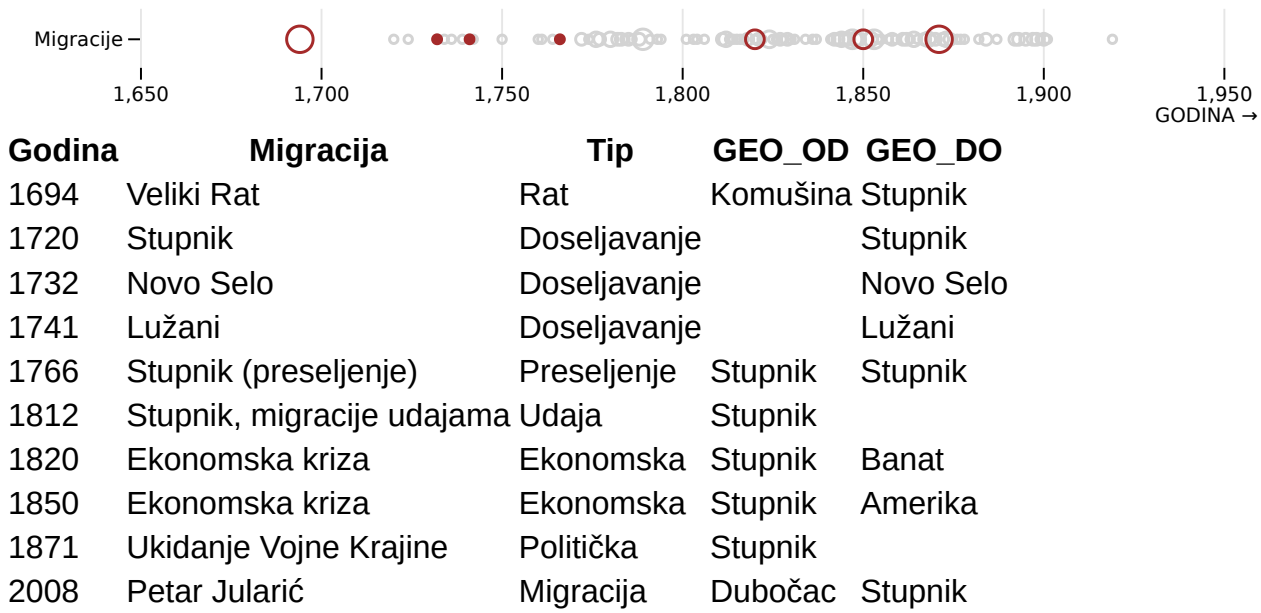 Migracije
1,650 1,700 1,750 1,800 1,850 1,900 1,950
GODINA →
Godina Migracija Tip GEO_OD GEO_DO
1694 Veliki Rat Rat Komušina Stupnik
1720 Stupnik Doseljavanje Stupnik
1732 Novo Selo Doseljavanje Novo Selo
1741 Lužani Doseljavanje Lužani
1766 Stupnik (preseljenje) Preseljenje Stupnik Stupnik
1812 Stupnik, migracije udajama Udaja Stupnik
1820 Ekonomska kriza Ekonomska Stupnik Banat
1850 Ekonomska kriza Ekonomska Stupnik Amerika
1871 Ukidanje Vojne Krajine Politička Stupnik
2008 Petar Jularić Migracija Dubočac Stupnik